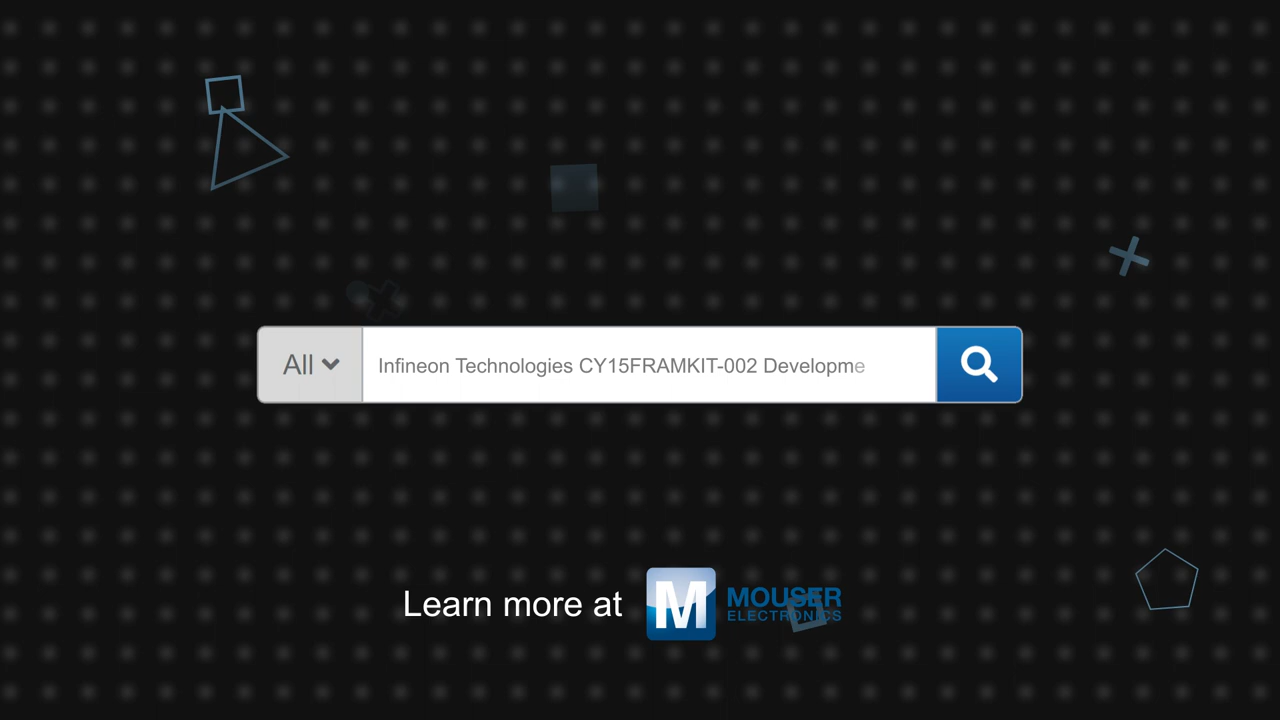 All
Infineon Technologies CY15FRAMKIT-002 Developme
Learn more at
M
MOUSER
ELECTRONICS